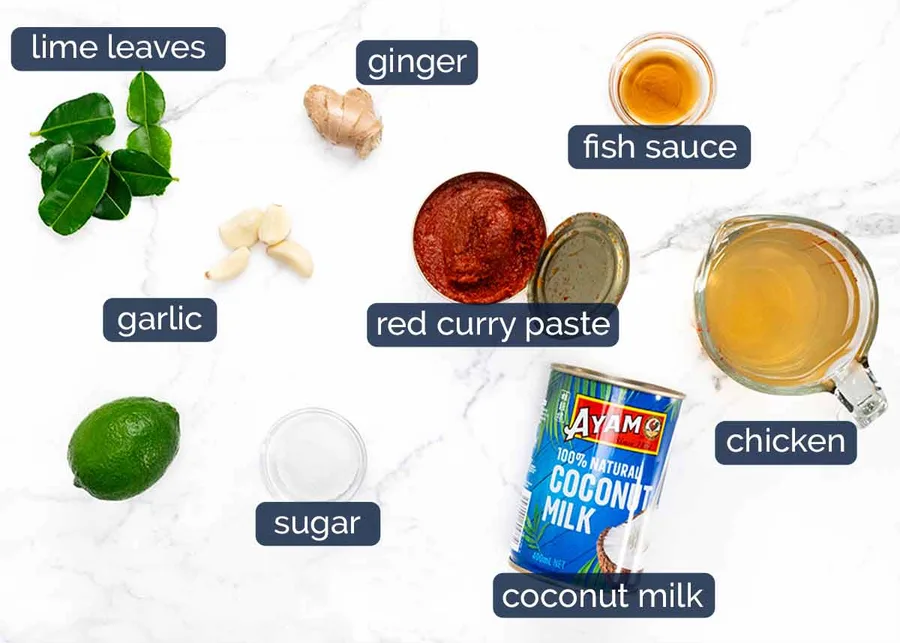 lime leaves
ginger
fish sauce
garlic
red curry paste
AYAM
100% NATURAL
COCONUT
MILK
400mL NET
chicken
sugar
coconut milk